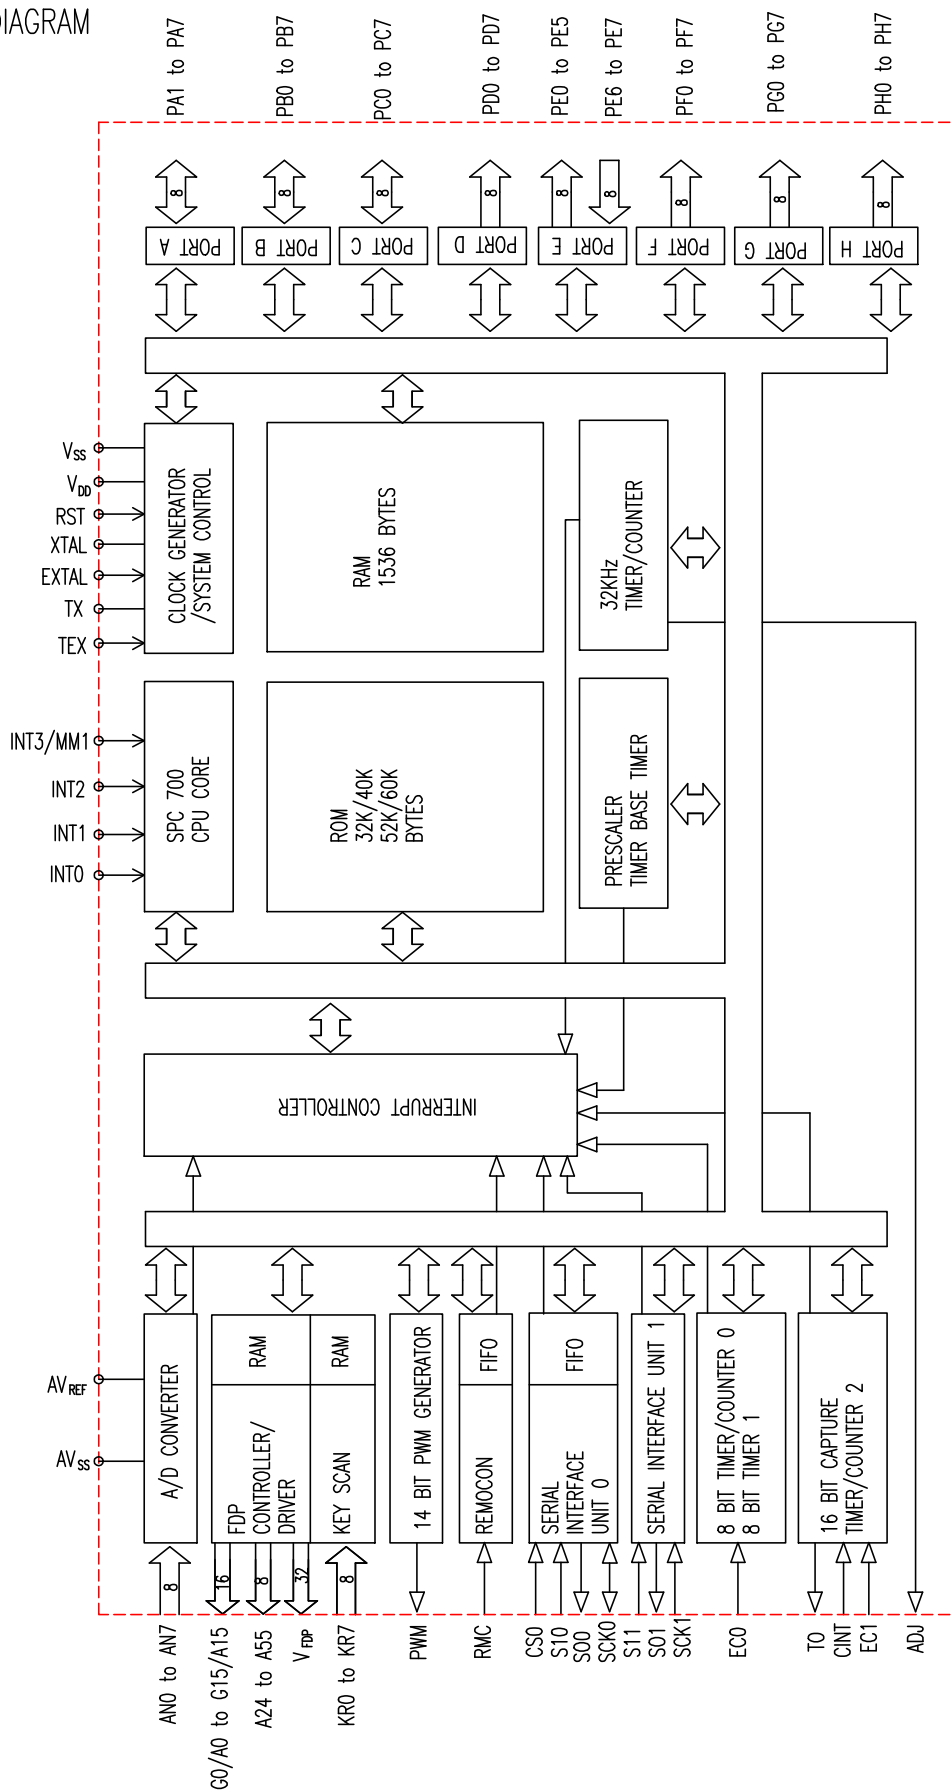 DIAGRAM
PA1 to PA7
PB0 to PB7
PC0 to PC7
PD0 to PD7
PE0 to PE5
PE6 to PE7
PF0 to PF7
PG0 to PG7
PH0 to PH7
8
8
8
8
8
8
8
8
8
PORT A
PORT B
PORT C
PORT D
PORT E
PORT F
PORT G
PORT H
VSS
VDD
RST
XTAL
EXTAL
TX
TEX
CLOCK GENERATOR
/SYSTEM CONTROL
RAM
1536 BYTES
32KHz
TIMER/COUNTER
INT3/MM1
INT2
INT1
INT0
SPC 700
CPU CORE
ROM
32K/40K
52K/60K
BYTES
PRESCALER
TIMER BASE TIMER
INTERRUPT CONTROLLER
AVREF
AVSS
A/D CONVERTER
RAM
FDP
CONTROLLER/
DRIVER
RAM
KEY SCAN
14 BIT PWM GENERATOR
FIFO
REMOCON
FIFO
SERIAL
INTERFACE
UNIT 0
SERIAL INTERFACE UNIT 1
8 BIT TIMER/COUNTER 0
8 BIT TIMER 1
16 BIT CAPTURE
TIMER/COUNTER 2
8
16
8
32
8
AN0 to AN7
G0/A0 to G15/A15
A24 to A55
VFDP
KR0 to KR7
PWM
RMC
CS0
S10
SO0
SCK0
S11
SO1
SCK1
EC0
TO
CINT
EC1
ADJ